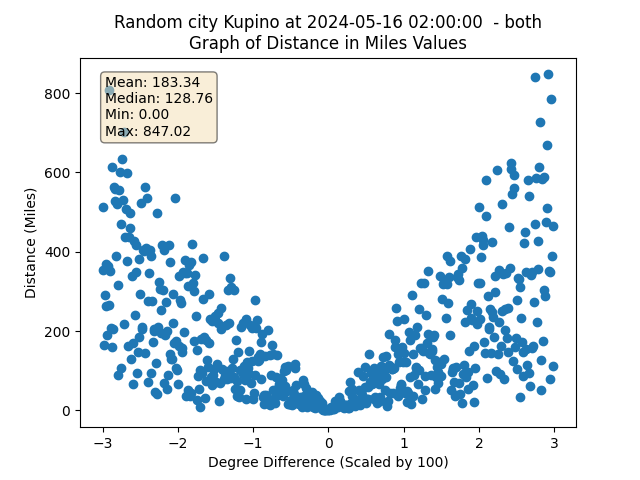 Random city Kupino at 2024-05-16 02:00:00  - both
Graph of Distance in Miles Values
Mean: 183.34
Median: 128.76
Min: 0.00
Max: 847.02
Distance (Miles)
800
600
400
200
0
−3 −2 −1 0 1 2 3
Degree Difference (Scaled by 100)